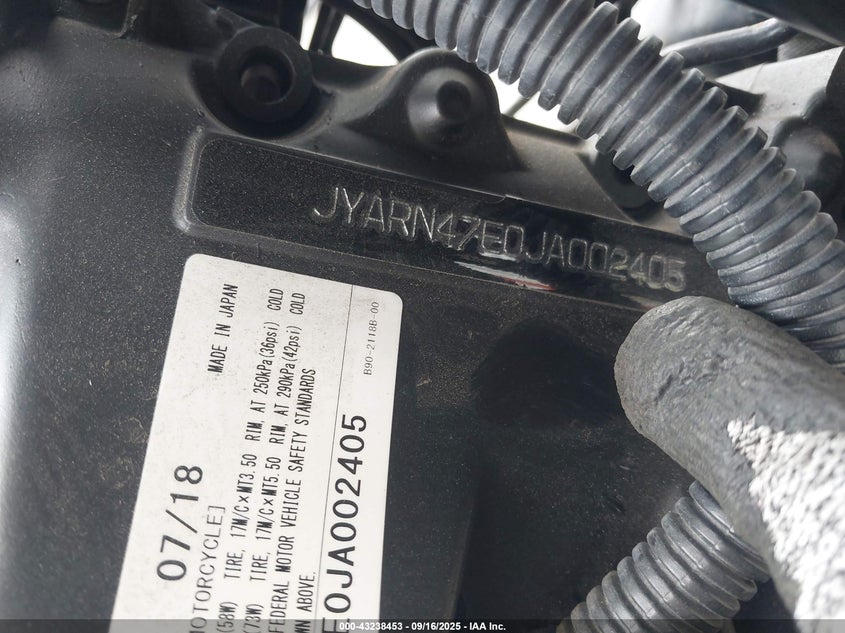 JYARN47E0JA002405
MADE IN JAPAN
07/18
MOTORCYCLE]
(58W) TIRE, 17M/C×MT3.50 RIM, AT 250kPa(36psi) COLD
(73W) TIRE, 17M/C×MT5.50 RIM, AT 290kPa(42psi) COLD
FEDERAL MOTOR VEHICLE SAFETY STANDARDS
ABOVE.
E0JA002405
B90-2118B-00
000-43238453 - 09/16/2025 - IAA Inc.